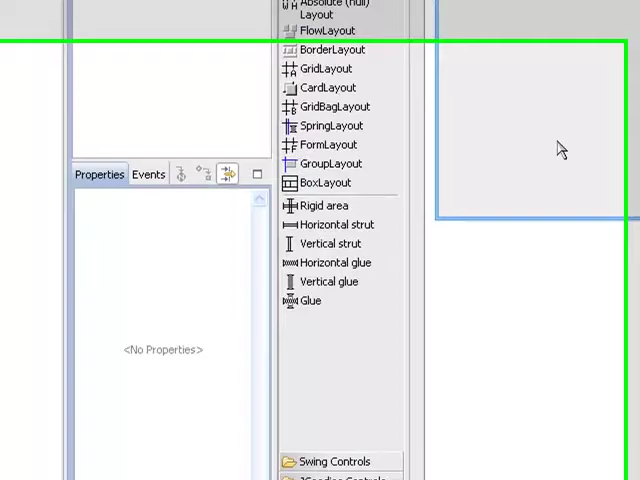 Absolute (null)
Layout
FlowLayout
BorderLayout
GridLayout
CardLayout
GridBagLayout
SpringLayout
FormLayout
GroupLayout
BoxLayout
Properties
Events
Rigid area
Horizontal strut
Vertical strut
Horizontal glue
Vertical glue
Glue
<No Properties>
Swing Controls